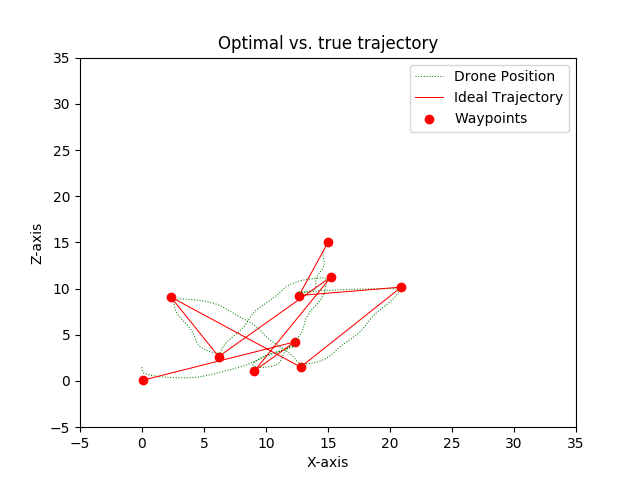 Optimal vs. true trajectory
35
30
25
20
15
10
5
0
−5
Z-axis
Drone Position
Ideal Trajectory
Waypoints
−5 0 5 10 15 20 25 30 35
X-axis